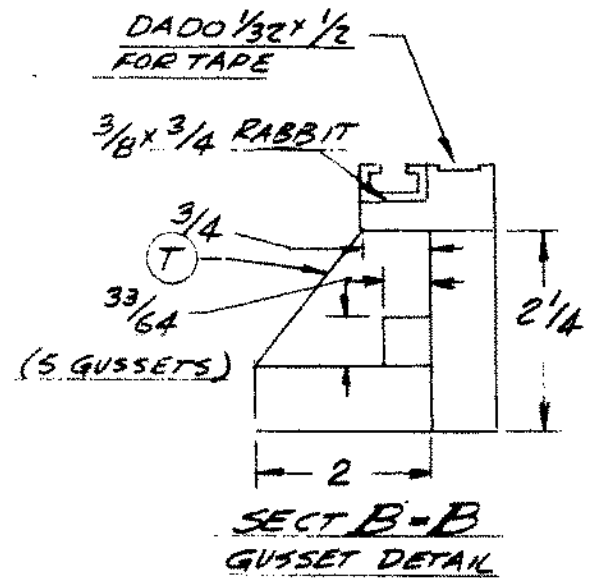 DADO 1/32 x 1/2
FOR TAPE
3/8 x 3/4 RABBIT
3/4
T
33/64
(5 GUSSETS)
2 1/4
2
SECT B-B
GUSSET DETAIL